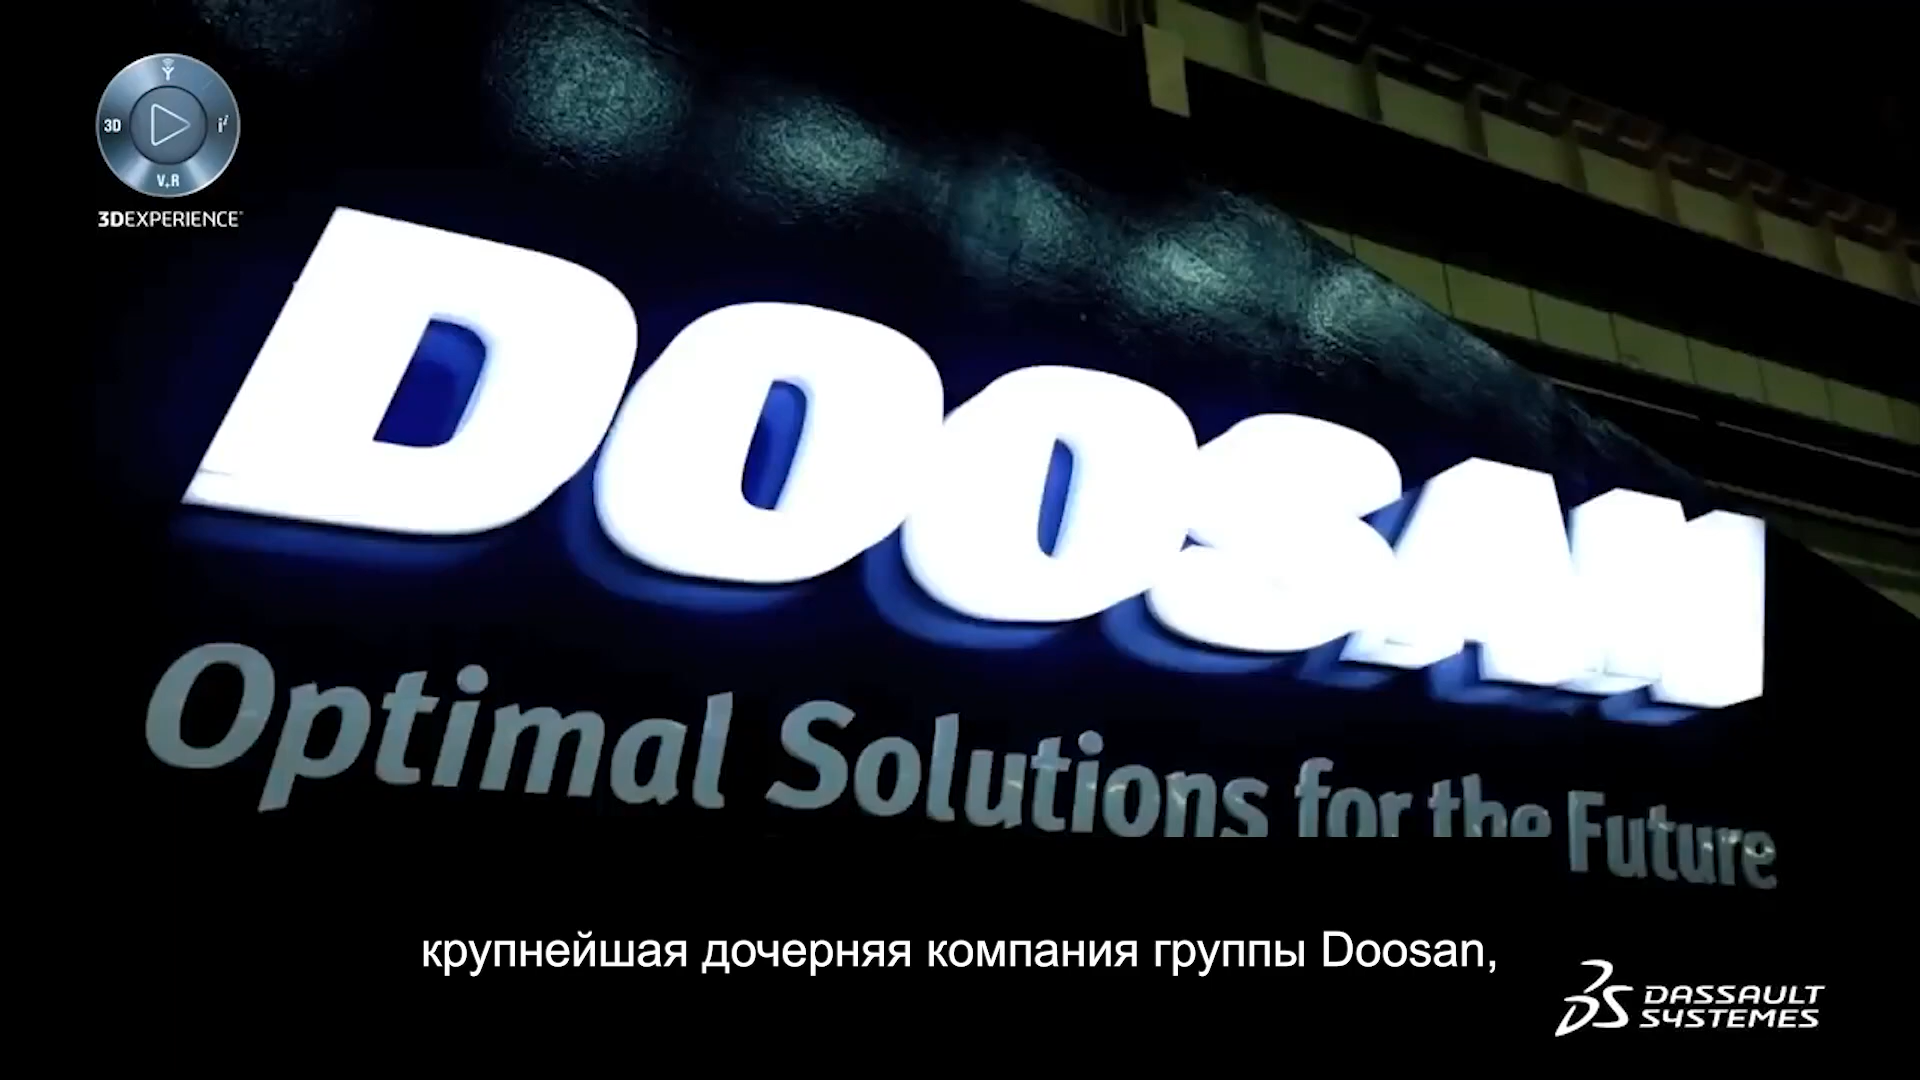 3D
i
V+R
3DEXPERIENCE
DOOSAN
Optimal Solutions for the Future
крупнейшая дочерняя компания группы Doosan,
DASSAULT
SYSTEMES